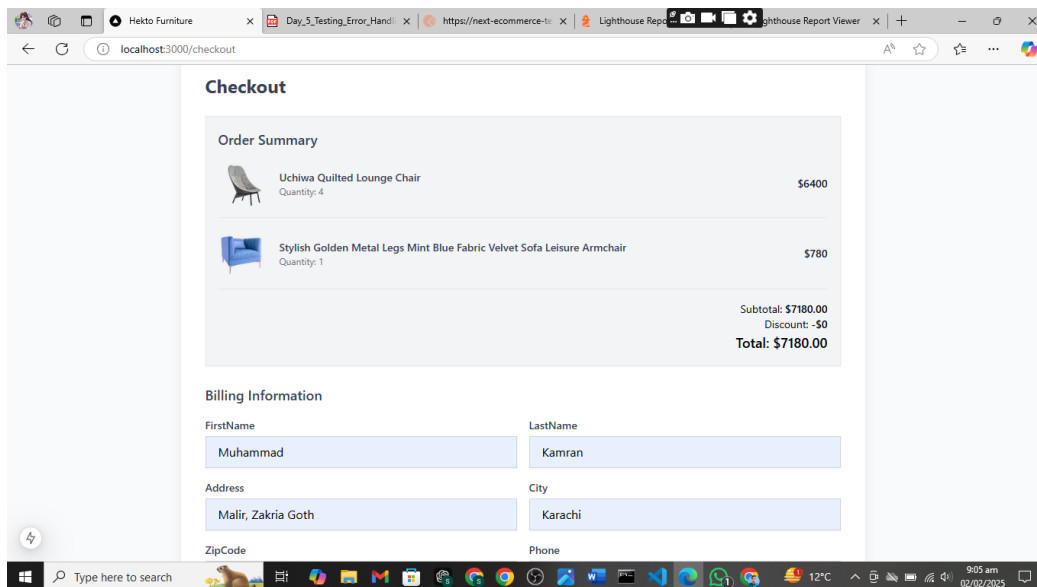 Hekto Furniture
Day_5_Testing_Error_Handli
https://next-ecommerce-te
Lighthouse Repo
ghthouse Report Viewer
localhost:3000/checkout
Checkout
Order Summary
Uchiwa Quilted Lounge Chair
Quantity: 4
$6400
Stylish Golden Metal Legs Mint Blue Fabric Velvet Sofa Leisure Armchair
Quantity: 1
$780
Subtotal: $7180.00
Discount: -$0
Total: $7180.00
Billing Information
FirstName
LastName
Muhammad
Kamran
Address
City
Malir, Zakria Goth
Karachi
ZipCode
Phone
Type here to search
12°C
9:05 am
02/02/2025